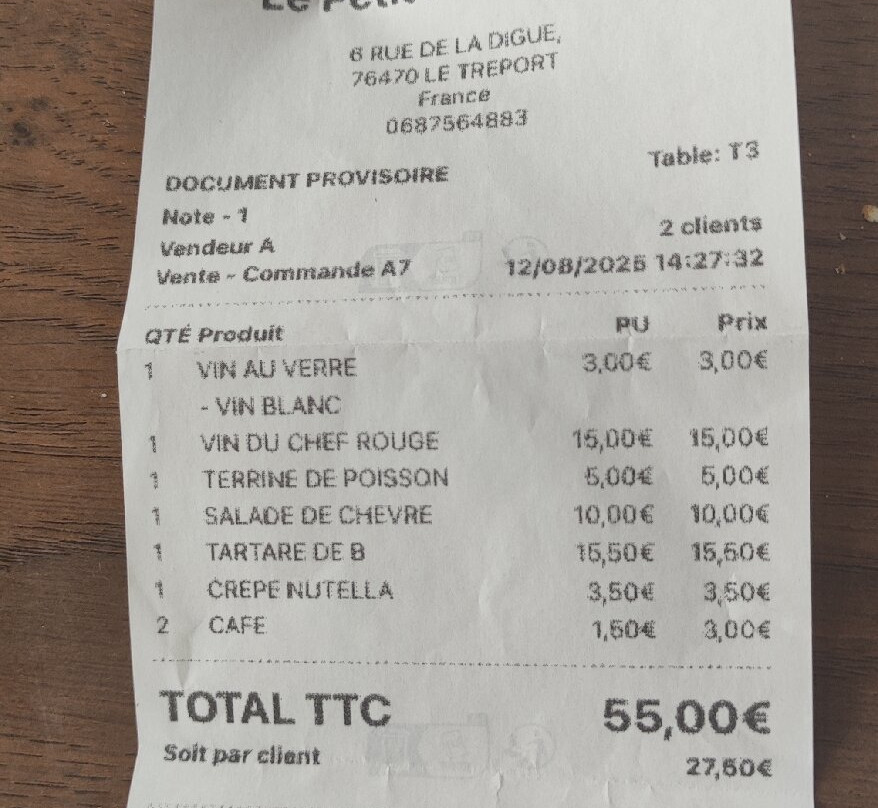 6 RUE DE LA DIGUE,
76470 LE TREPORT
France
0687564883
Table: T3
DOCUMENT PROVISOIRE
Note - 1
2 clients
Vendeur A
Vente - Commande A7 12/08/2025 14:27:32
QTÉ Produit PU Prix
1 VIN AU VERRE 3,00€ 3,00€
- VIN BLANC
1 VIN DU CHEF ROUGE 15,00€ 15,00€
1 TERRINE DE POISSON 5,00€ 5,00€
1 SALADE DE CHEVRE 10,00€ 10,00€
1 TARTARE DE B 15,50€ 15,50€
1 CREPE NUTELLA 3,50€ 3,50€
2 CAFE 1,50€ 3,00€
TOTAL TTC 55,00€
Soit par client 27,50€